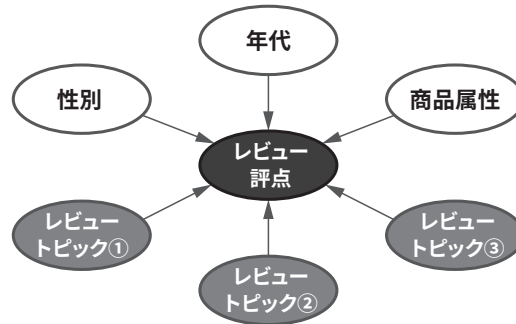 年代
性別
商品属性
レビュー
評点
レビュー
トピック①
レビュー
トピック②
レビュー
トピック③